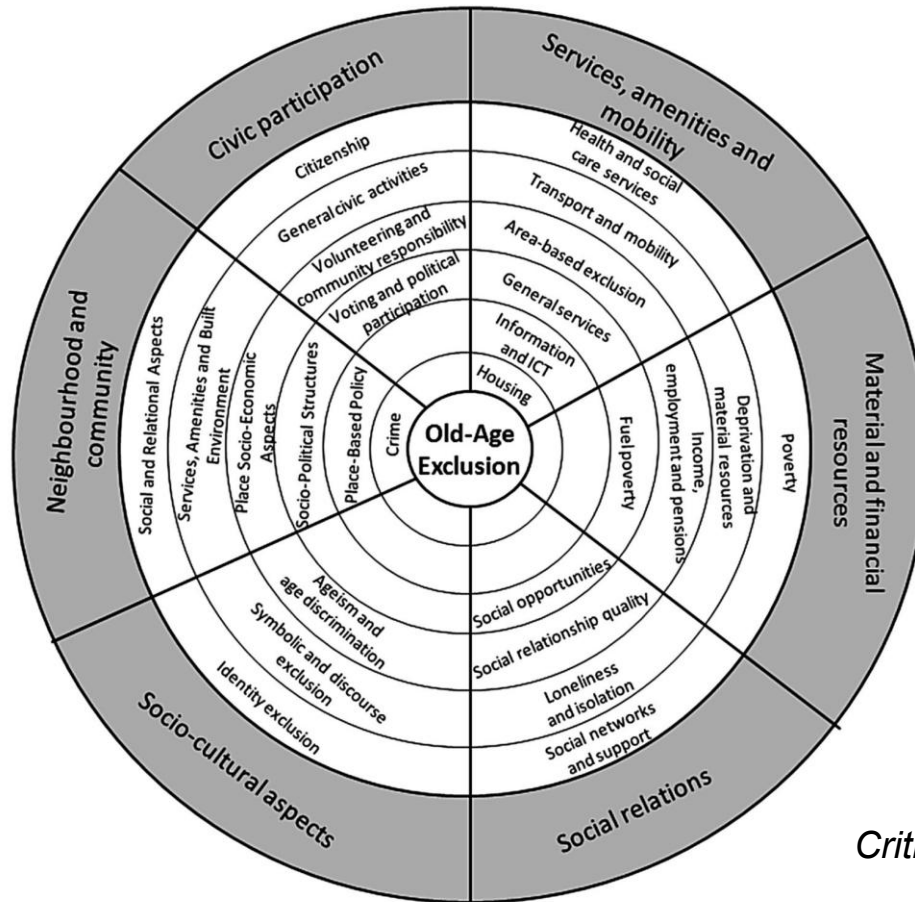 Civic participation
Citizenship
General civic activities
Volunteering and
community responsibility
Voting and political
participation
Services, amenities and
mobility
Health and social
care services
Transport and mobility
Area-based exclusion
General services
Information
and ICT
Housing
Material and financial
resources
Poverty
Deprivation and
material resources
Income,
employment and pensions
Fuel poverty
Social relations
Social opportunities
Social relationship quality
Loneliness
and isolation
Social networks
and support
Socio-cultural aspects
Ageism and
age discrimination
Symbolic and discourse
exclusion
Identity exclusion
Neighbourhood and
community
Social and Relational Aspects
Services, Amenities and Built
Environment
Place Socio-Economic
Aspects
Socio-Political Structures
Place-Based Policy
Crime
Old-Age
Exclusion